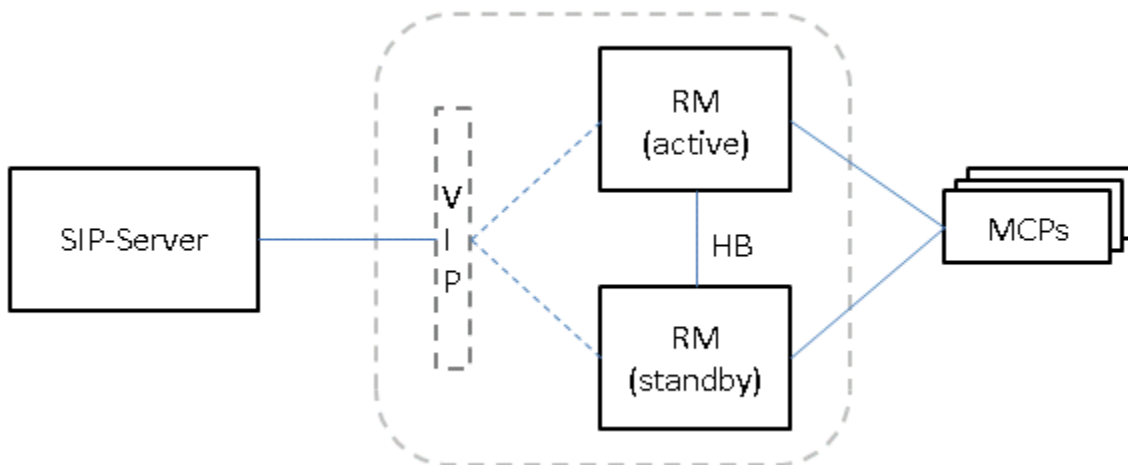 SIP-Server
V
I
P
RM
(active)
HB
RM
(standby)
MCPs